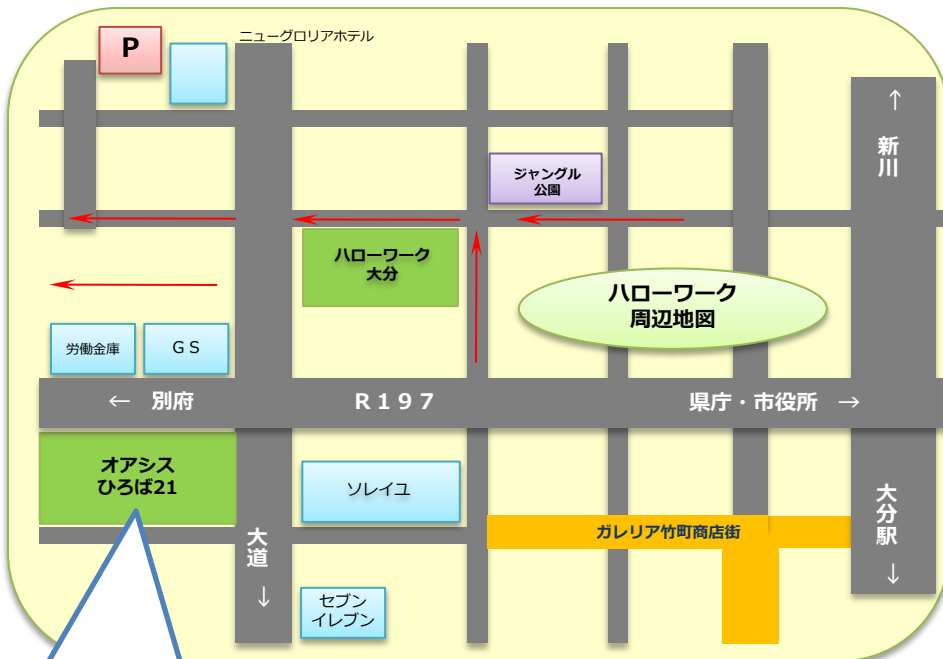 ニューグロリアホテル
P
↑
新川
ジャングル
公園
ハローワーク
大分
ハローワーク
周辺地図
労働金庫
ＧＳ
← 別府
Ｒ１９７
県庁・市役所 →
オアシス
ひろば21
ソレイユ
大分駅
↓
ガレリア竹町商店街
大道
↓
セブン
イレブン